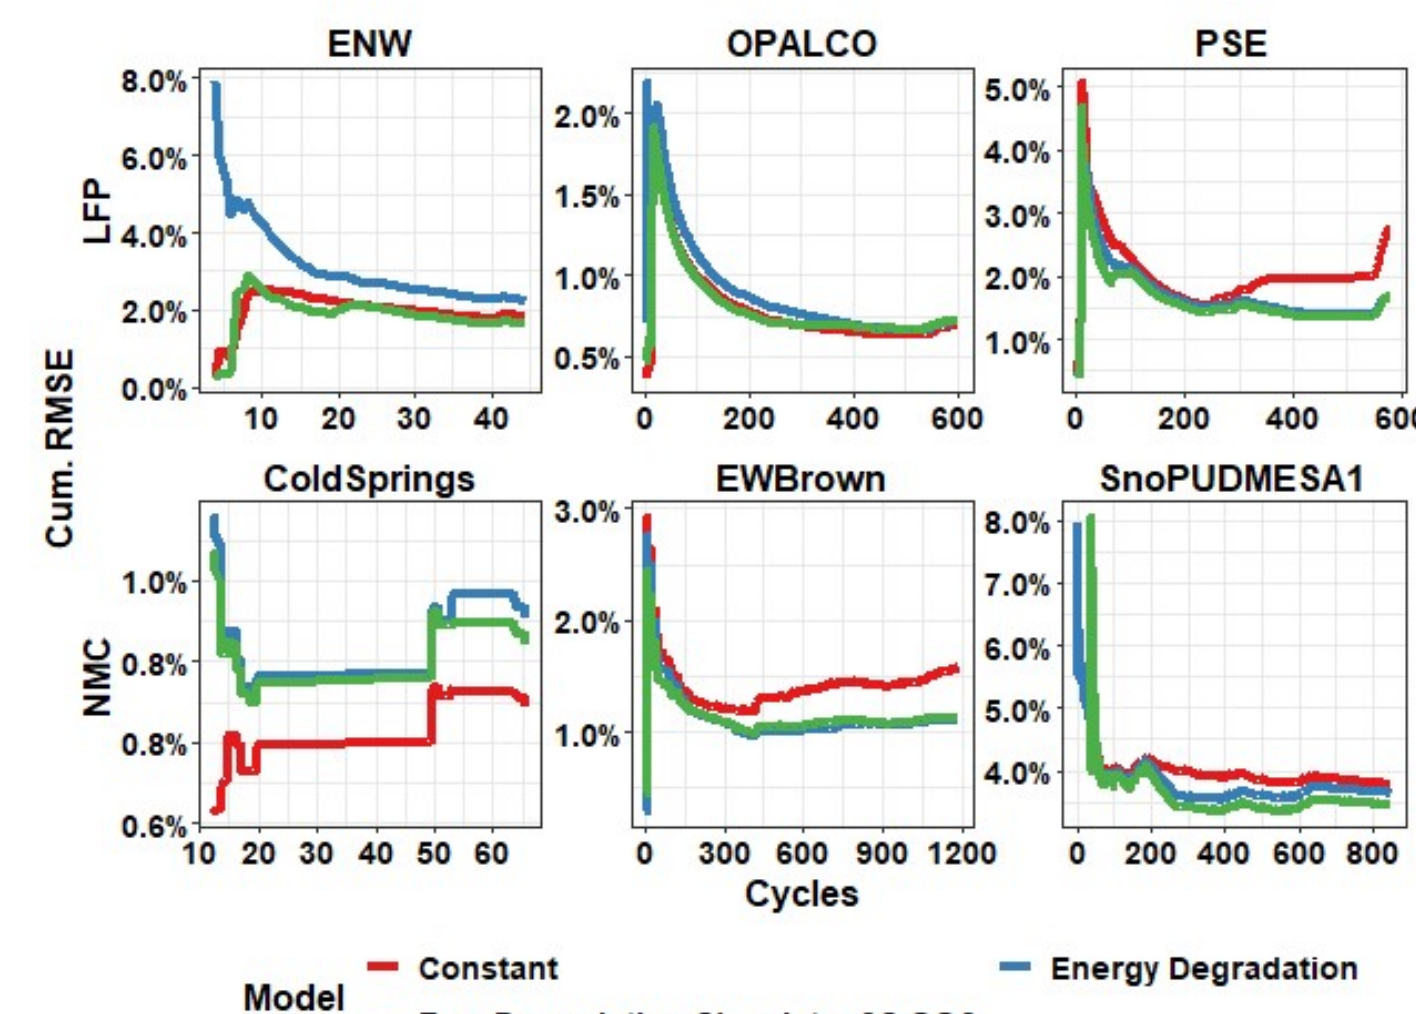 ENW OPALCO PSE
8.0%
6.0%
4.0%
2.0%
0.0%
10 20 30 40
2.0%
1.5%
1.0%
0.5%
0 200 400 600
5.0%
4.0%
3.0%
2.0%
1.0%
0 200 400 600
LFP
Cum. RMSE
NMC
ColdSprings EWBrown SnoPUDMESA1
1.0%
0.8%
0.8%
0.6%
10 20 30 40 50 60
3.0%
2.0%
1.0%
0 300 600 900 1200
8.0%
7.0%
6.0%
5.0%
4.0%
0 200 400 600 800
Cycles
Model
Constant Energy Degradation